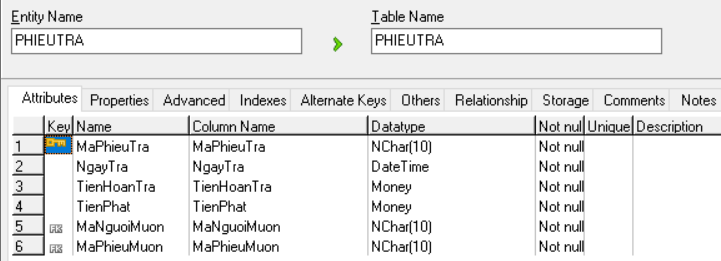 Entity Name Table Name
PHIEUTRA PHIEUTRA
Attributes Properties Advanced Indexes Alternate Keys Others Relationship Storage Comments Notes
Key Name Column Name Datatype Not nul Unique Description
1 MaPhieuTra MaPhieuTra NChar(10) Not null
2 NgayTra NgayTra DateTime Not null
3 TienHoanTra TienHoanTra Money Not null
4 TienPhat TienPhat Money Not null
5 MaNguoiMuon MaNguoiMuon NChar(10) Not null
6 MaPhieuMuon MaPhieuMuon NChar(10) Not null